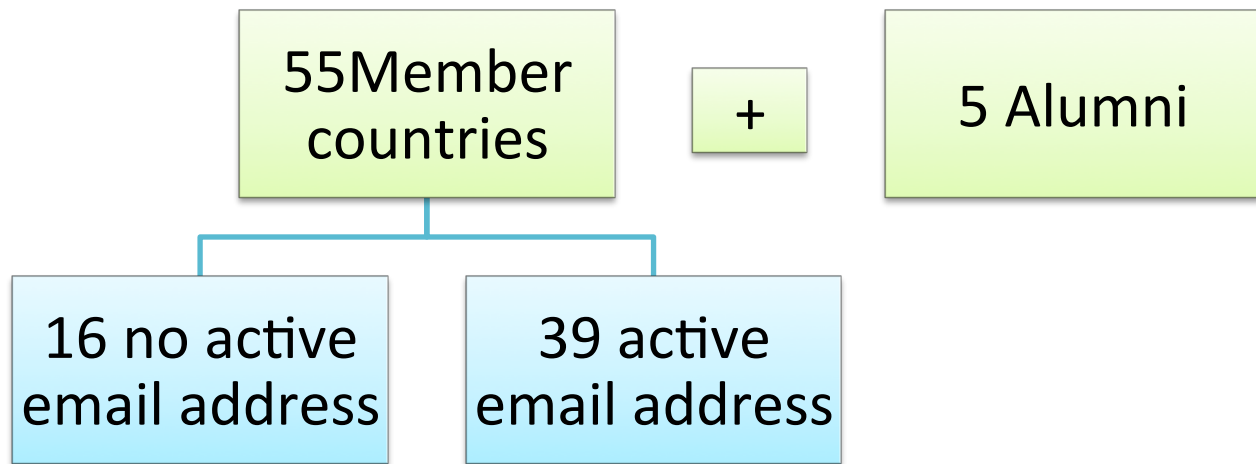 55Member
countries
+
5 Alumni
16 no active
email address
39 active
email address